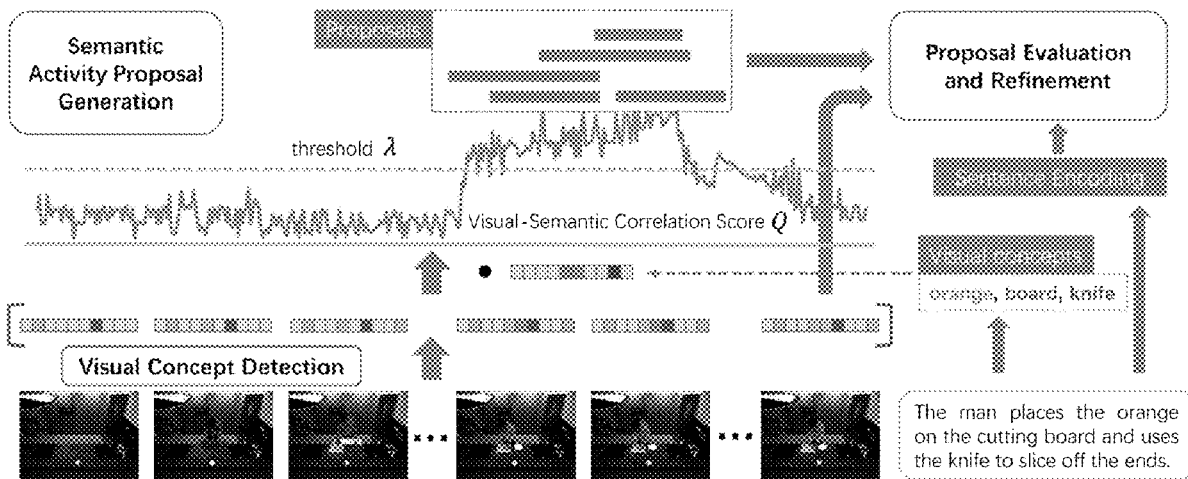 Semantic
Activity Proposal
Generation
Proposals
Proposal Evaluation
and Refinement
threshold λ
Visual-Semantic Correlation Score Q
orange, board, knife
Visual Concept Detection
The man places the orange
on the cutting board and uses
the knife to slice off the ends.